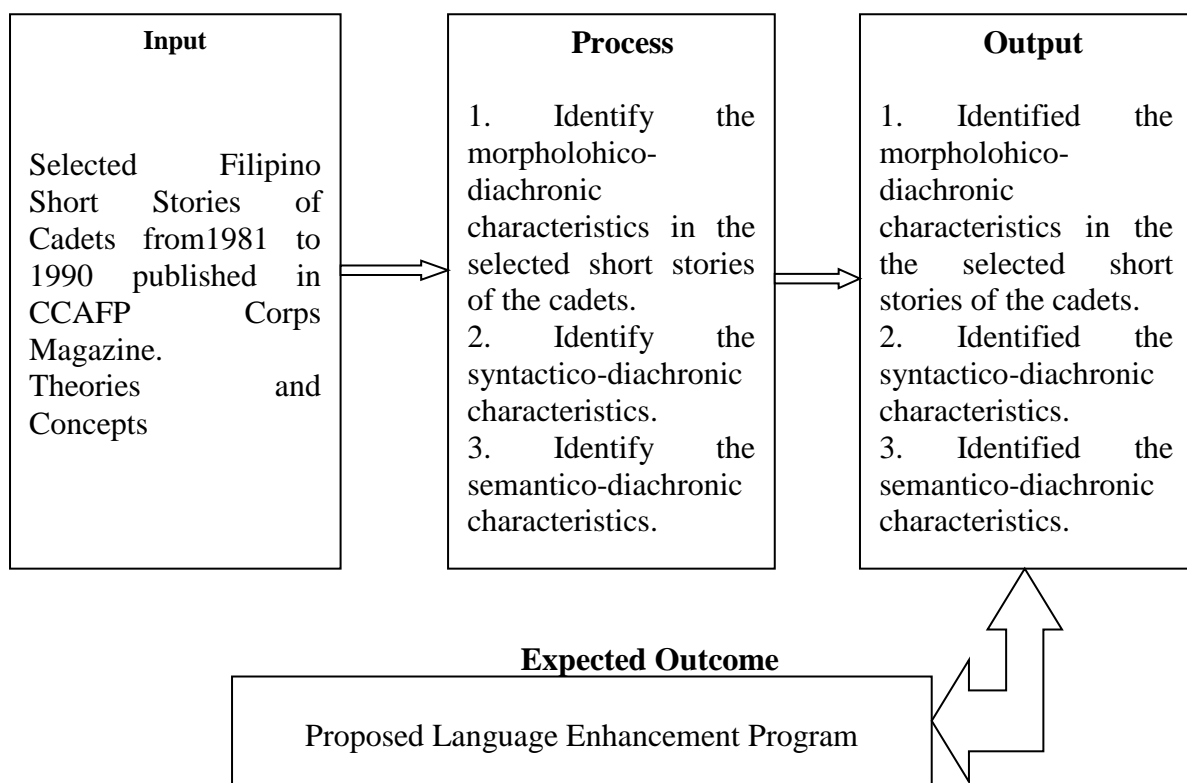 Input
Selected Filipino
Short Stories of
Cadets from1981 to
1990 published in
CCAFP Corps
Magazine.
Theories and
Concepts
Process
1. Identify the
morpholohico-
diachronic
characteristics in the
selected short stories
of the cadets.
2. Identify the
syntactico-diachronic
characteristics.
3. Identify the
semantico-diachronic
characteristics.
Output
1. Identified the
morpholohico-
diachronic
characteristics in the
the selected short
stories of the cadets.
2. Identified the
syntactico-diachronic
characteristics.
3. Identified the
semantico-diachronic
characteristics.
Expected Outcome
Proposed Language Enhancement Program